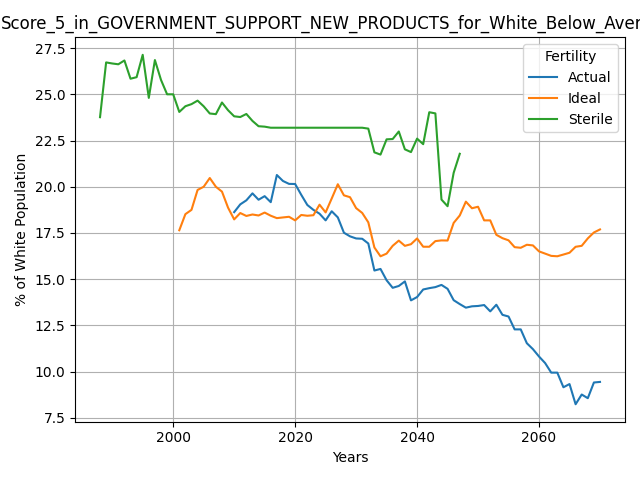 Score_5_in_GOVERNMENT_SUPPORT_NEW_PRODUCTS_for_White_Below_Aver
27.5
25.0
22.5
20.0
17.5
15.0
12.5
10.0
7.5
% of White Population
Fertility
Actual
Ideal
Sterile
2000
2020
2040
2060
Years